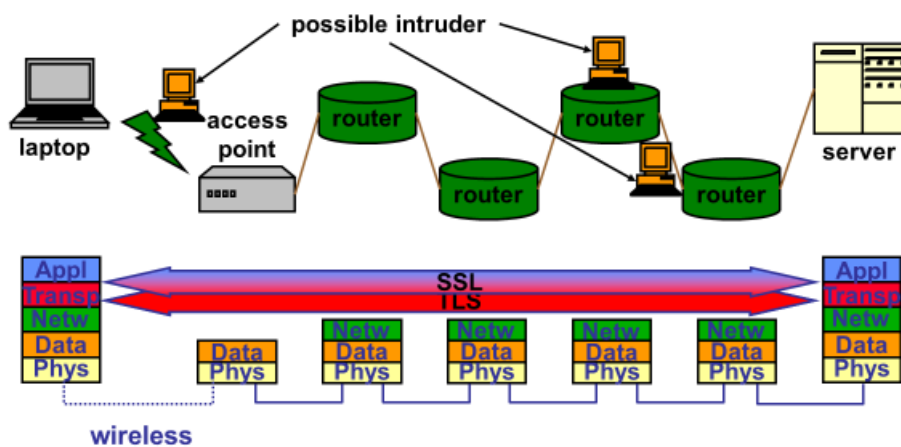 possible intruder
laptop
access
point
router
router
router
router
server
SSL
TLS
Appl
Transp
Netw
Data
Phys
Data
Phys
Netw
Data
Phys
Netw
Data
Phys
Netw
Data
Phys
Netw
Data
Phys
Appl
Transp
Netw
Data
Phys
wireless